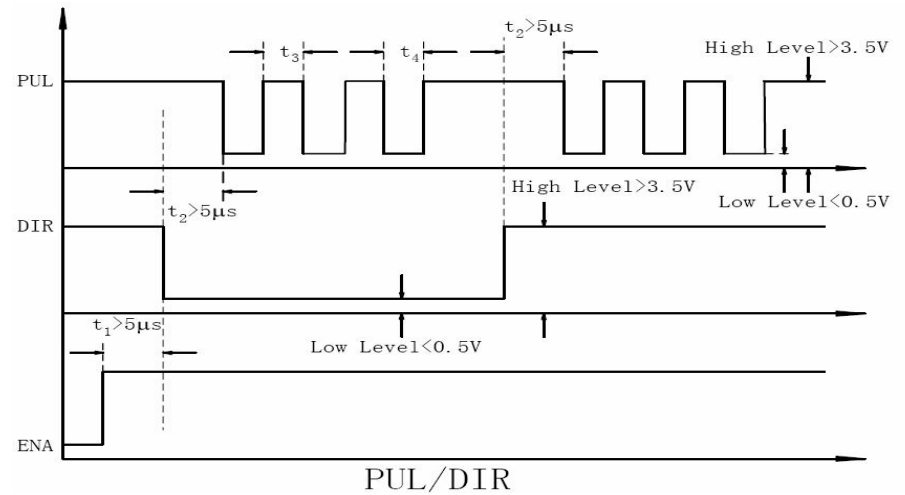 t2>5μs
t3
t4
High Level>3.5V
PUL
High Level>3.5V
Low Level<0.5V
t2>5μs
DIR
t1>5μs
Low Level<0.5V
ENA
PUL/DIR